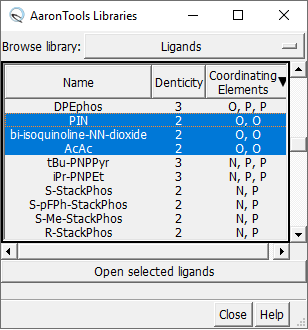 AaronTools Libraries
Browse library: Ligands
Name Denticity Coordinating Elements
DPEphos 3 O, P, P
PIN 2 O, O
bi-isoquinoline-NN-dioxide 2 O, O
AcAc 2 O, O
tBu-PNPPyr 3 N, P, P
iPr-PNPEt 3 N, P, P
S-StackPhos 2 N, P
S-pFPh-StackPhos 2 N, P
S-Me-StackPhos 2 N, P
R-StackPhos 2 N, P
Open selected ligands
Close Help